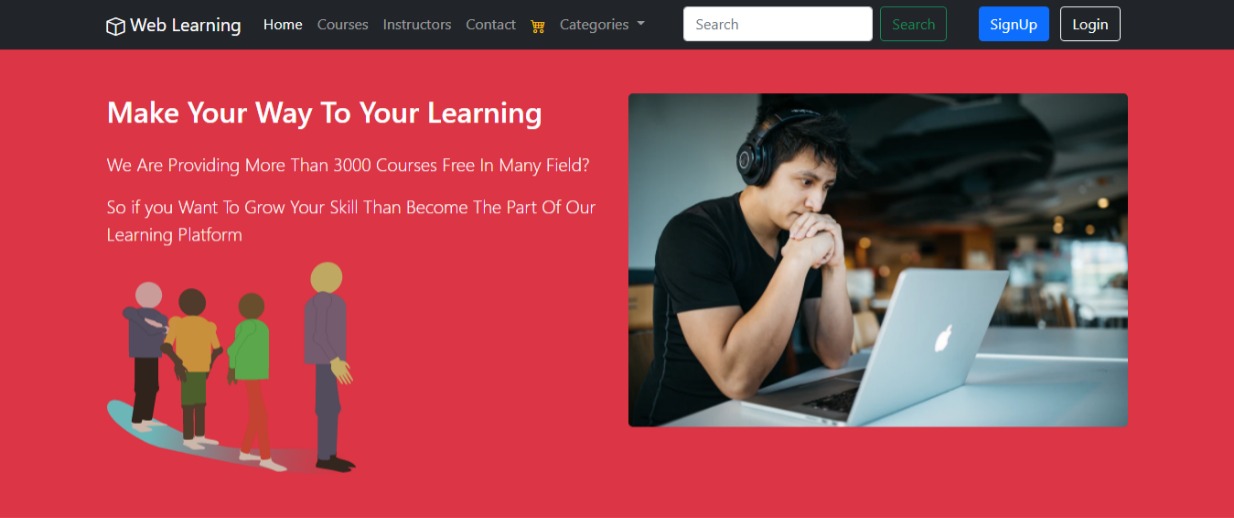 Web Learning Home Courses Instructors Contact Categories Search Search SignUp Login
Make Your Way To Your Learning
We Are Providing More Than 3000 Courses Free In Many Field?
So if you Want To Grow Your Skill Than Become The Part Of Our
Learning Platform